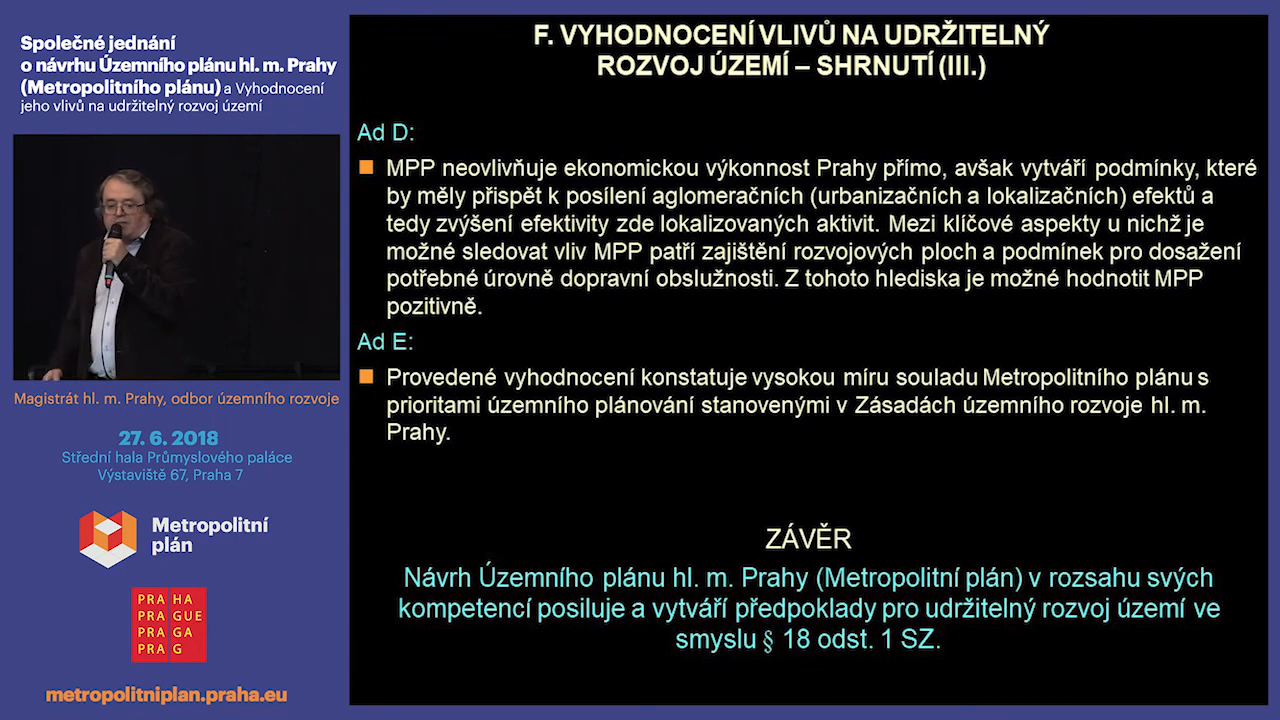 Společné jednání
o návrhu Územního plánu hl. m. Prahy
(Metropolitního plánu) a Vyhodnocení
jeho vlivů na udržitelný rozvoj území
Magistrát hl. m. Prahy, odbor územního rozvoje
27. 6. 2018
Střední hala Průmyslového paláce
Výstaviště 67, Praha 7
Metropolitní
plán
PRA HA
PRA GUE
PRA GA
PRA G
metropolitniplan.praha.eu
F. VYHODNOCENÍ VLIVŮ NA UDRŽITELNÝ
ROZVOJ ÚZEMÍ – SHRNUTÍ (III.)
Ad D:
MPP neovlivňuje ekonomickou výkonnost Prahy přímo, avšak vytváří podmínky, které
by měly přispět k posílení aglomeračních (urbanizačních a lokalizačních) efektů a
tedy zvýšení efektivity zde lokalizovaných aktivit. Mezi klíčové aspekty u nichž je
možné sledovat vliv MPP patří zajištění rozvojových ploch a podmínek pro dosažení
potřebné úrovně dopravní obslužnosti. Z tohoto hlediska je možné hodnotit MPP
pozitivně.
Ad E:
Provedené vyhodnocení konstatuje vysokou míru souladu Metropolitního plánu s
prioritami územního plánování stanovenými v Zásadách územního rozvoje hl. m.
Prahy.
ZÁVĚR
Návrh Územního plánu hl. m. Prahy (Metropolitní plán) v rozsahu svých
kompetencí posiluje a vytváří předpoklady pro udržitelný rozvoj území ve
smyslu § 18 odst. 1 SZ.